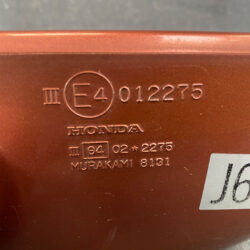 III E4 012275
HONDA
III 94 02*2275
MURAKAMI 8131
J6